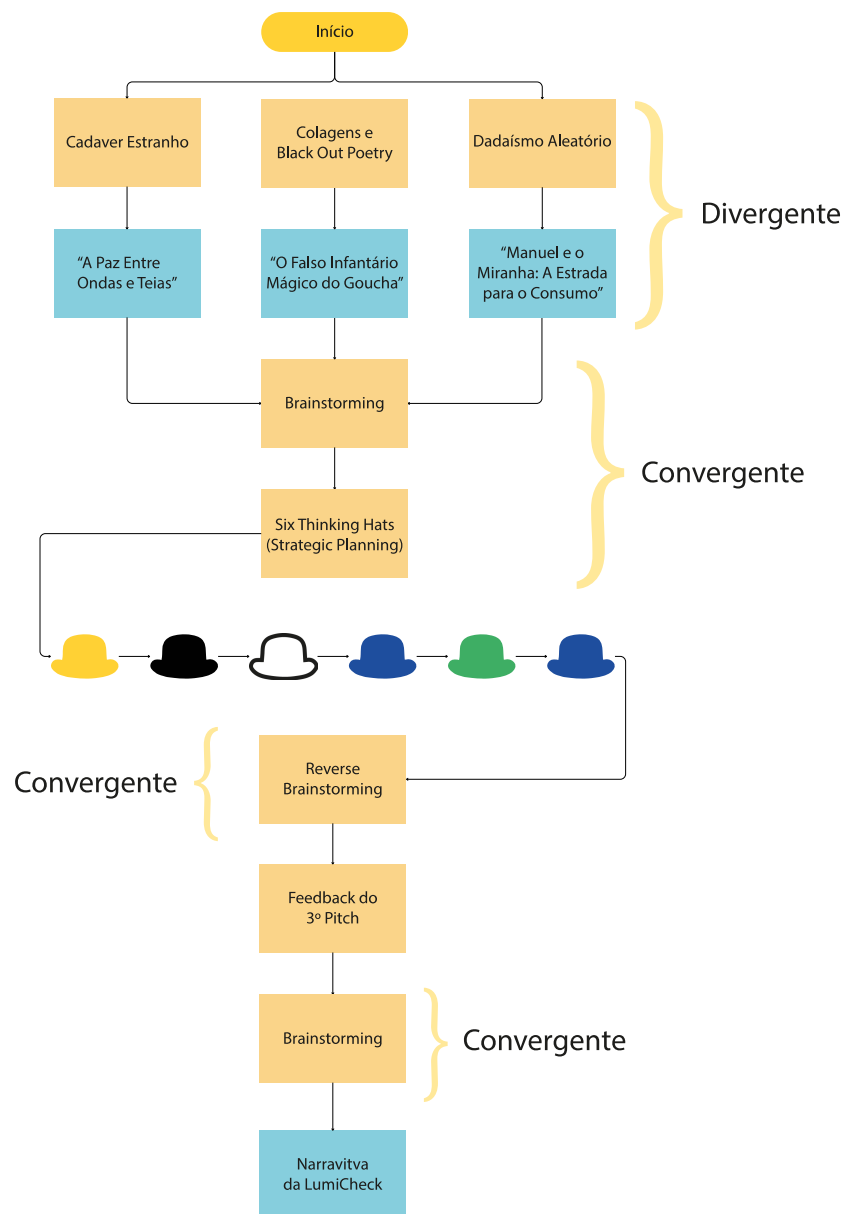 Início
Cadaver Estranho
Colagens e
Black Out Poetry
Dadaísmo Aleatório
Divergente
“A Paz Entre
Ondas e Teias”
“O Falso Infantário
Mágico do Goucha”
“Manuel e o
Miranha: A Estrada
para o Consumo”
Brainstorming
Convergente
Six Thinking Hats
(Strategic Planning)
Convergente
Reverse
Brainstorming
Feedback do
3º Pitch
Brainstorming
Convergente
Narravitva
da LumiCheck